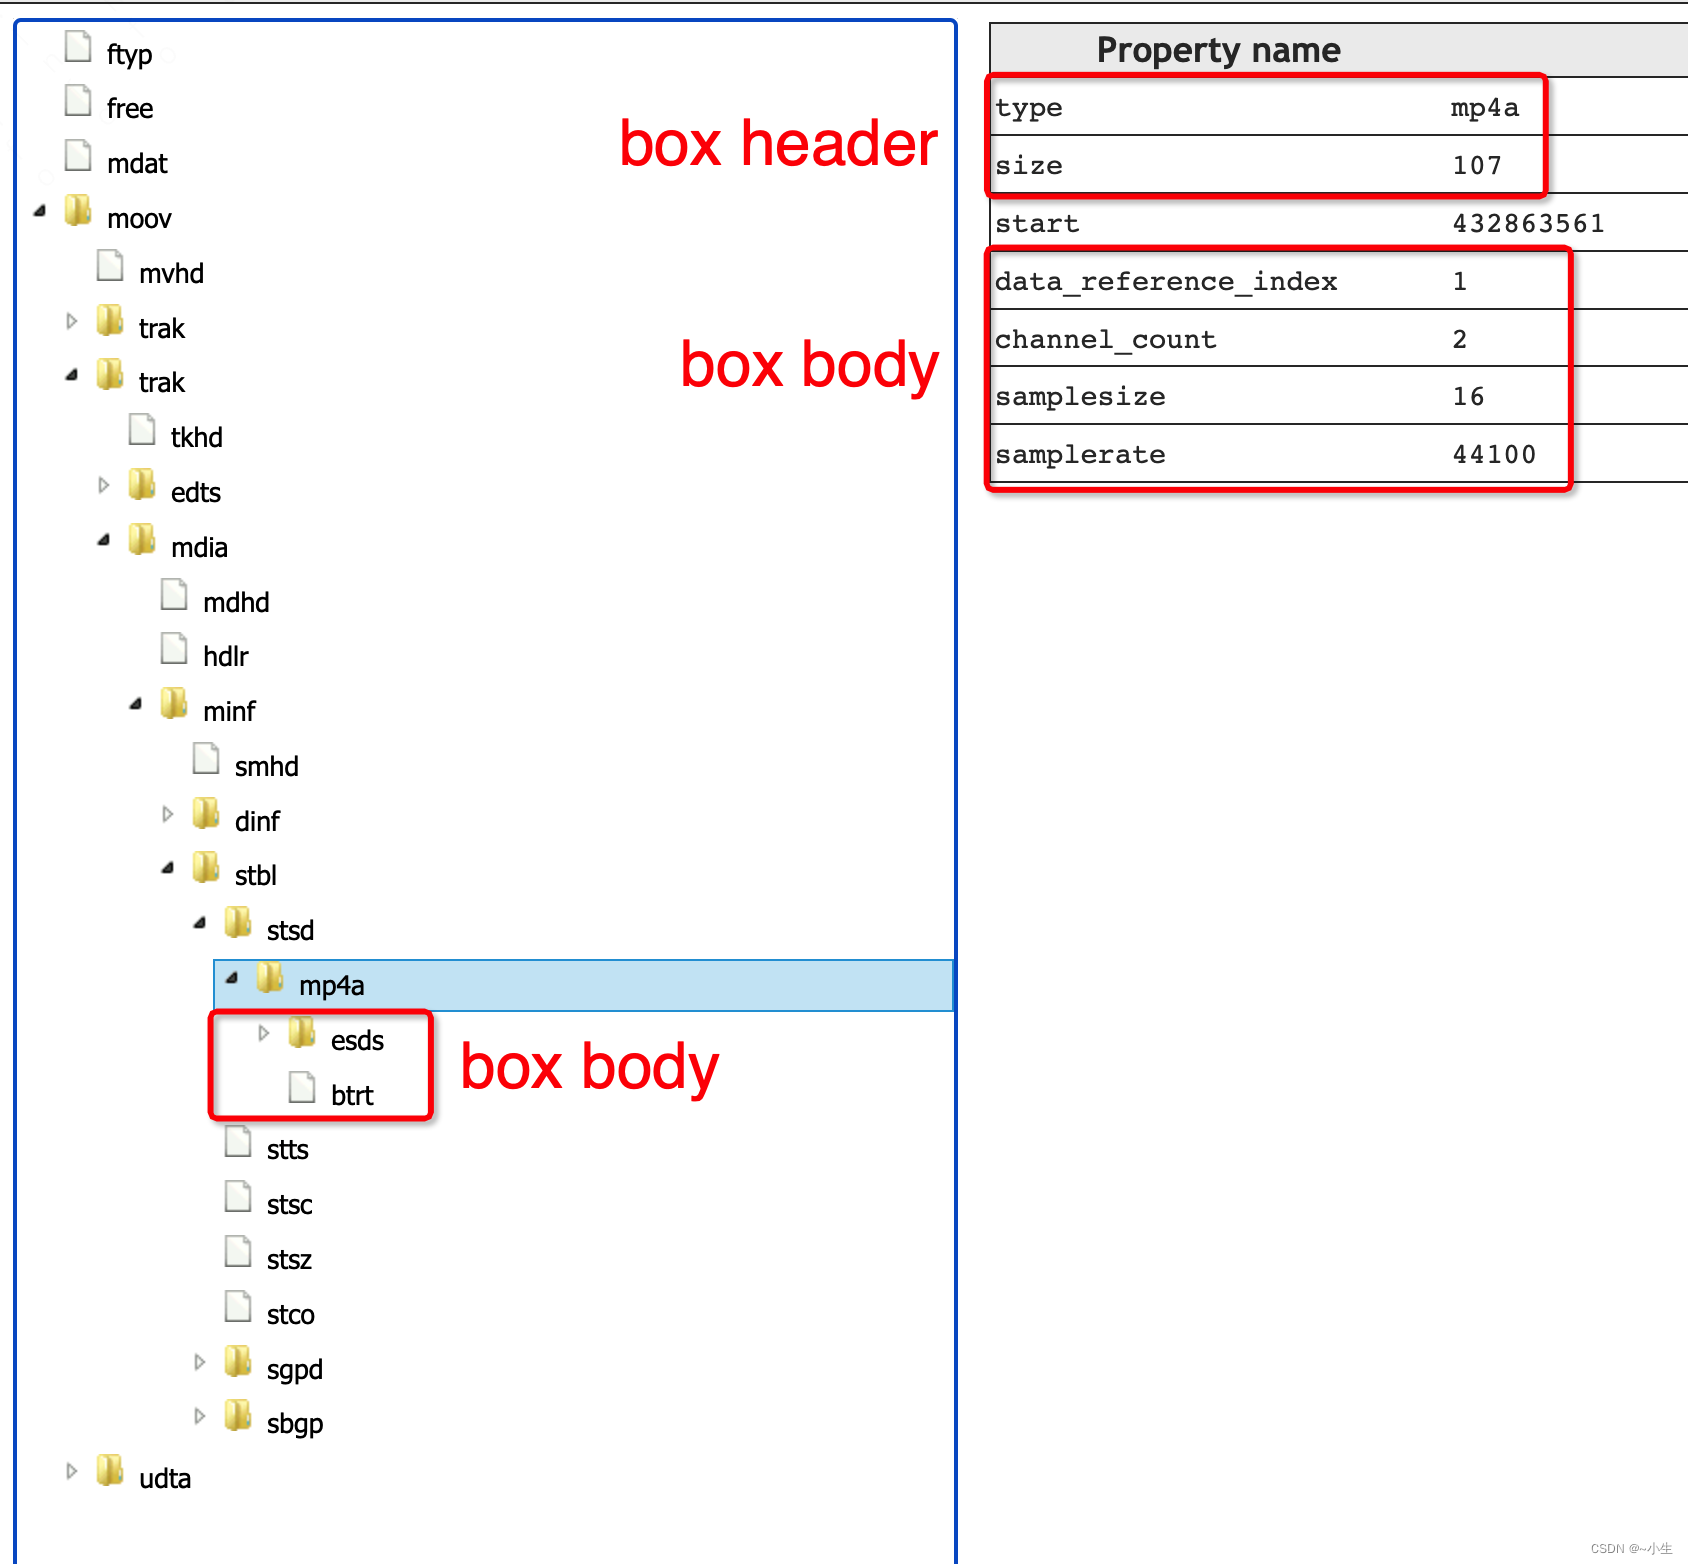 ftyp
free
mdat
moov
mvhd
trak
trak
tkhd
edts
mdia
mdhd
hdlr
minf
smhd
dinf
stbl
stsd
mp4a
esds
btrt
stts
stsc
stsz
stco
sgpd
sbgp
udta
box header
box body
box body
Property name
type mp4a
size 107
start 432863561
data_reference_index 1
channel_count 2
samplesize 16
samplerate 44100
CSDN @~小生